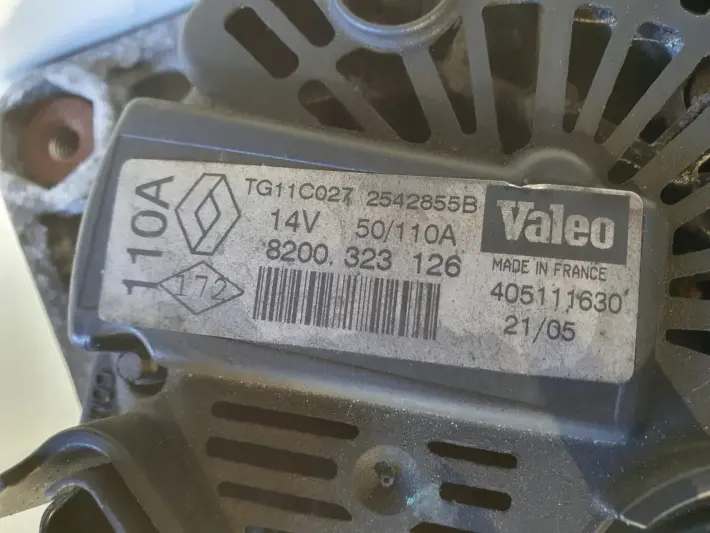 110A
172
TG11C027 2542855B
14V 50/110A
8200 323 126
Valeo
MADE IN FRANCE
405111630
21/05